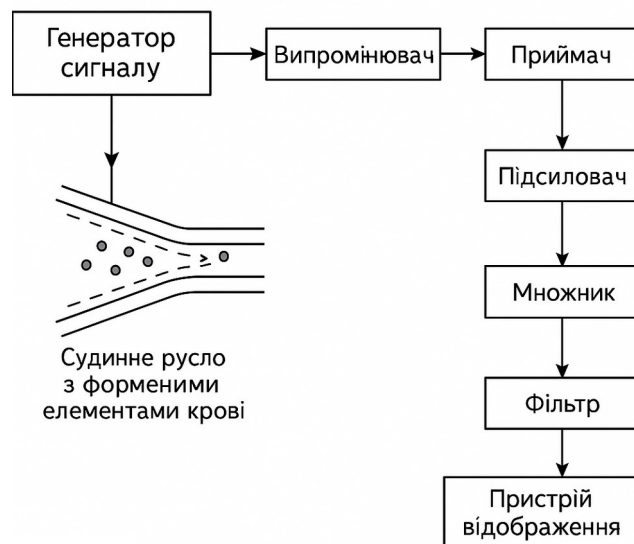 Генератор
сигналу
Випромінювач
Приймач
Підсиловач
Множник
Фільтр
Пристрій
відображення
Судинне русло
з форменими
елементами крові